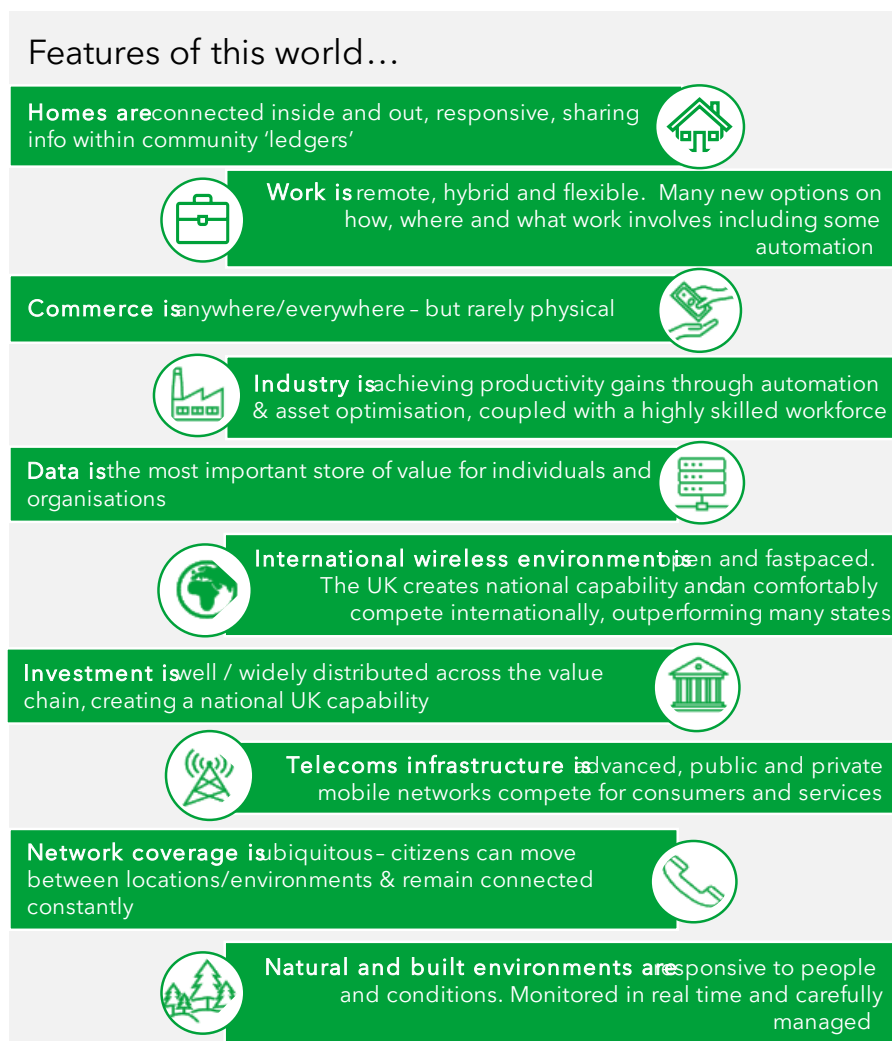 Features of this world…
Homes are connected inside and out, responsive, sharing
info within community ‘ledgers’
Work is remote, hybrid and flexible. Many new options on
how, where and what work involves including some
automation
Commerce is anywhere/everywhere – but rarely physical
Industry is achieving productivity gains through automation
& asset optimisation, coupled with a highly skilled workforce
Data is the most important store of value for individuals and
organisations
International wireless environment is open and fast-paced.
The UK creates national capability and can comfortably
compete internationally, outperforming many states
Investment is well / widely distributed across the value
chain, creating a national UK capability
Telecoms infrastructure is advanced, public and private
mobile networks compete for consumers and services
Network coverage is ubiquitous – citizens can move
between locations/environments & remain connected
constantly
Natural and built environments are responsive to people
and conditions. Monitored in real time and carefully
managed